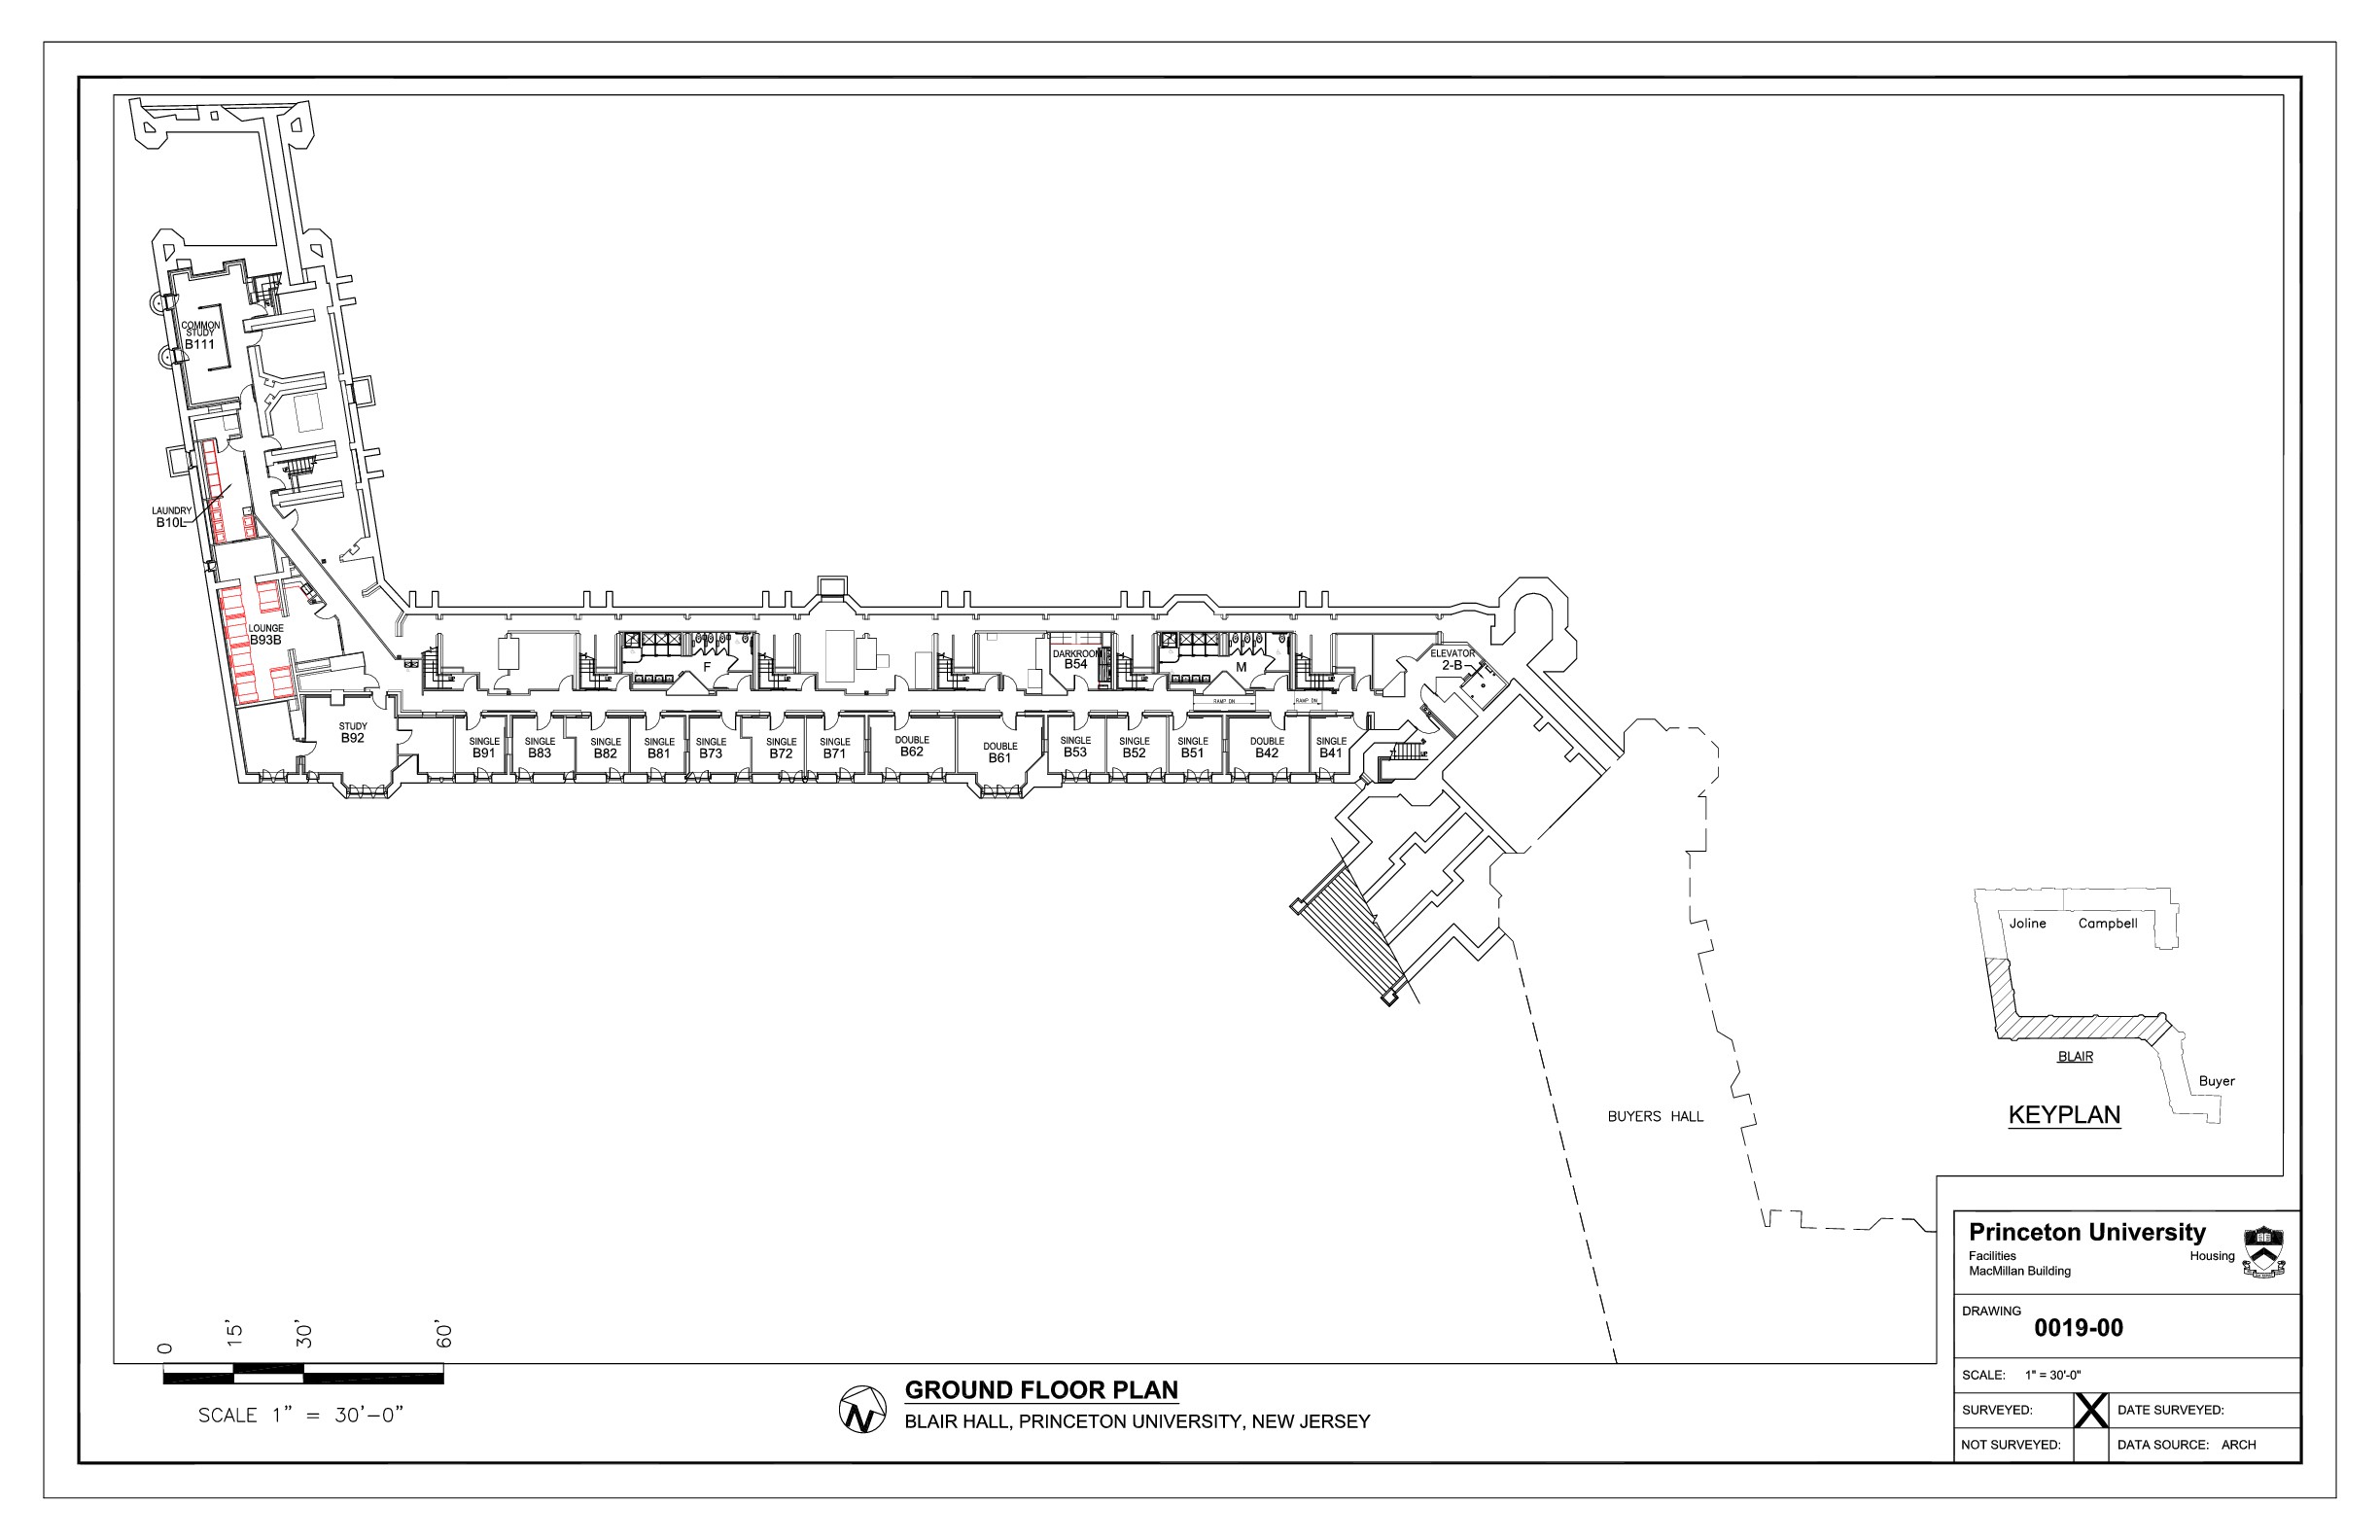 COMMON
STUDY
B111
LAUNDRY
B10L
LOUNGE
B93B
STUDY
B92
SINGLE
B91
SINGLE
B83
SINGLE
B82
SINGLE
B81
SINGLE
B73
SINGLE
B72
SINGLE
B71
DOUBLE
B62
DOUBLE
B61
SINGLE
B53
SINGLE
B52
SINGLE
B51
DOUBLE
B42
SINGLE
B41
F
DARKROOM
B54
M
RAMP DN
RAMP DN
ELEVATOR
2-B
BUYERS HALL
Joline
Campbell
BLAIR
Buyer
KEYPLAN
0
15'
30'
60'
SCALE 1" = 30'-0"
N
GROUND FLOOR PLAN
BLAIR HALL, PRINCETON UNIVERSITY, NEW JERSEY
Princeton University
Facilities Housing
MacMillan Building
DRAWING
0019-00
SCALE: 1" = 30'-0"
SURVEYED: X DATE SURVEYED:
NOT SURVEYED: DATA SOURCE: ARCH